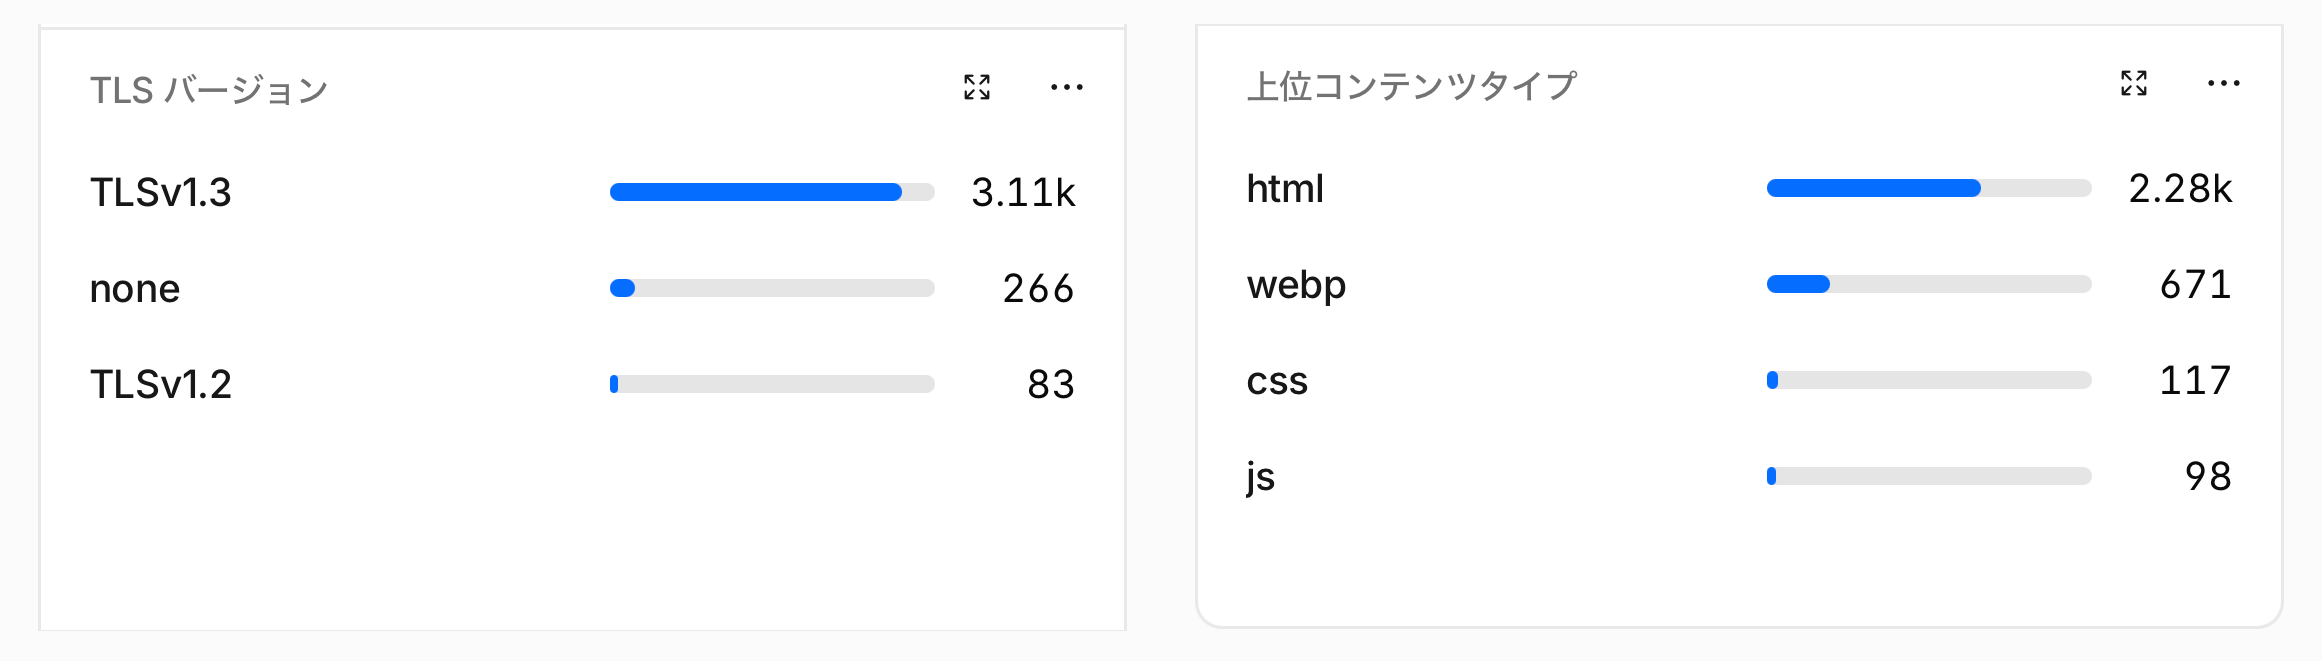 TLS バージョン
TLSv1.3 3.11k
none 266
TLSv1.2 83
上位コンテンツタイプ
html 2.28k
webp 671
css 117
js 98